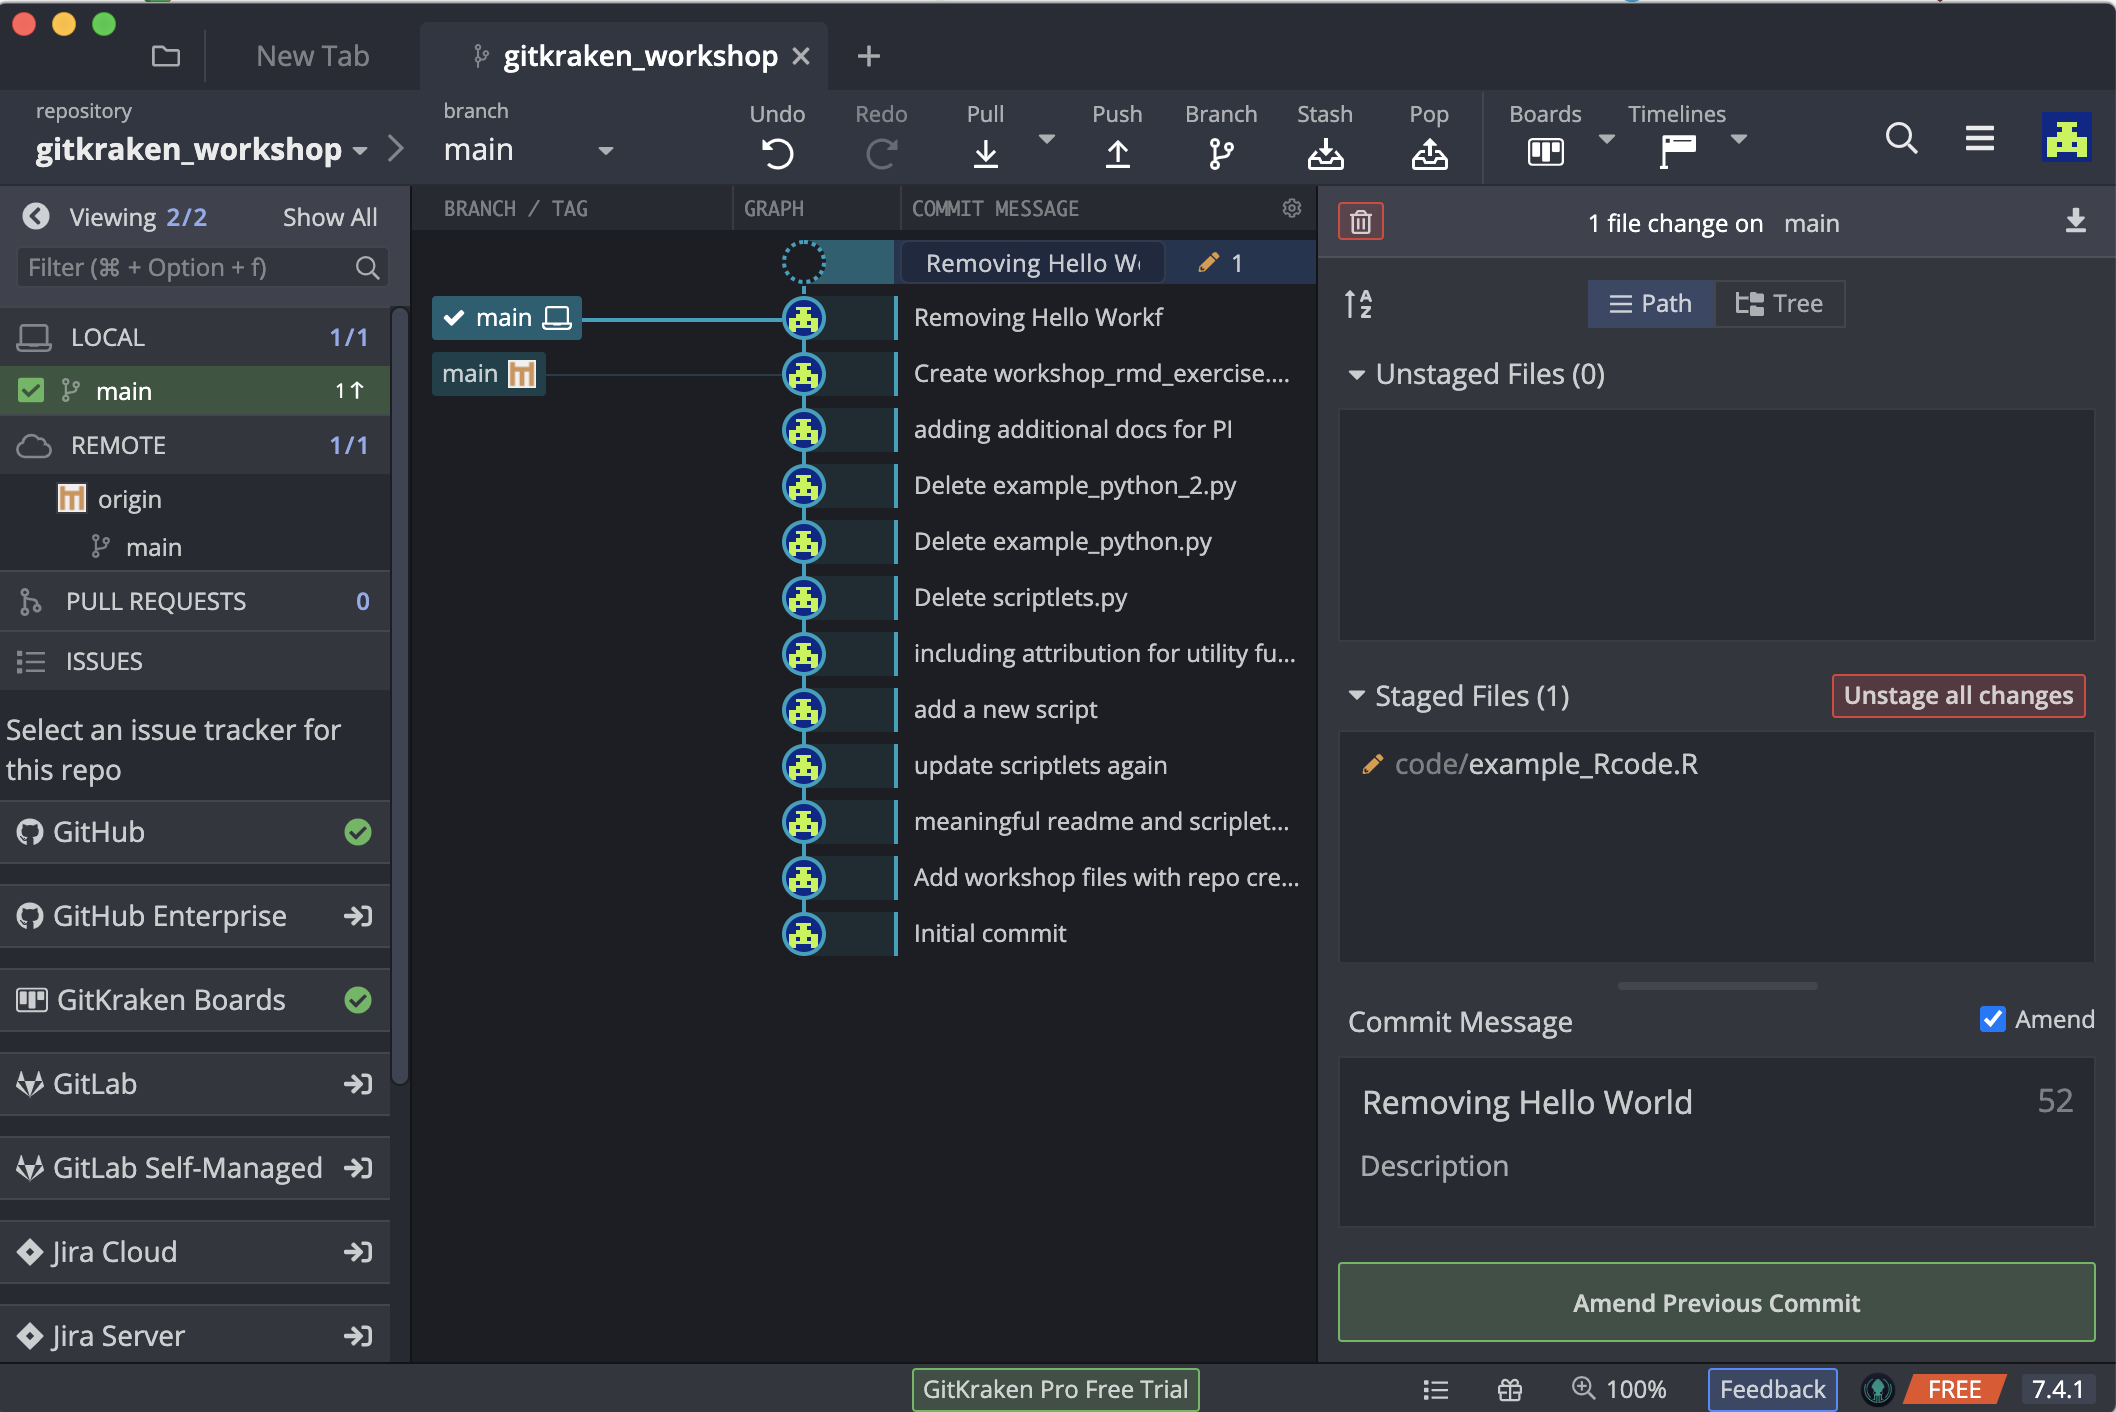 New Tab
gitkraken_workshop
repository
gitkraken_workshop
branch
main
Undo
Redo
Pull
Push
Branch
Stash
Pop
Boards
Timelines
Viewing 2/2
Show All
Filter (⌘ + Option + f)
LOCAL 1/1
main 1↑
REMOTE 1/1
origin
main
PULL REQUESTS 0
ISSUES
Select an issue tracker for
this repo
GitHub
GitHub Enterprise
GitKraken Boards
GitLab
GitLab Self-Managed
Jira Cloud
Jira Server
BRANCH / TAG
GRAPH
COMMIT MESSAGE
Removing Hello Wo 1
main
Removing Hello Workf
main
Create workshop_rmd_exercise....
adding additional docs for PI
Delete example_python_2.py
Delete example_python.py
Delete scriptlets.py
including attribution for utility fu...
add a new script
update scriptlets again
meaningful readme and scriplet...
Add workshop files with repo cre...
Initial commit
1 file change on main
A
Z
Path
Tree
Unstaged Files (0)
Staged Files (1)
Unstage all changes
code/example_Rcode.R
Commit Message
Amend
Removing Hello World
52
Description
Amend Previous Commit
GitKraken Pro Free Trial
100%
Feedback
FREE
7.4.1